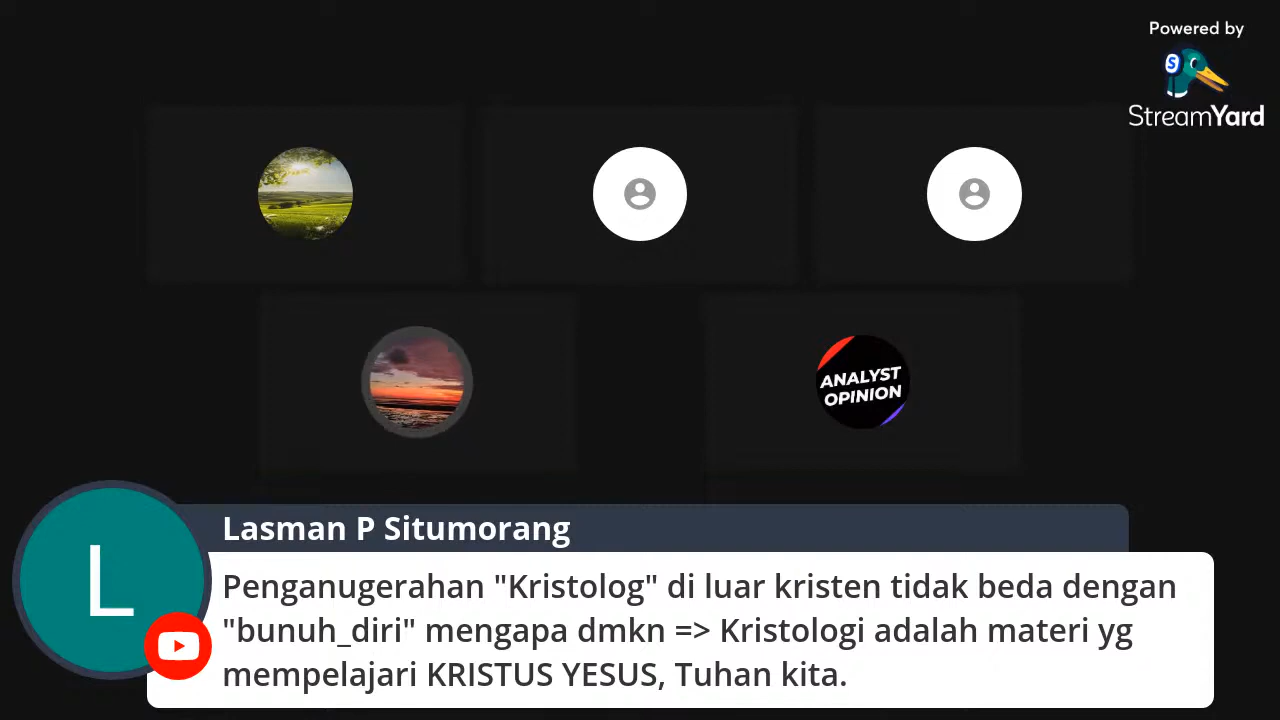 Powered by
S
StreamYard
ANALYST
OPINION
L
Lasman P Situmorang
Penganugerahan "Kristolog" di luar kristen tidak beda dengan
"bunuh_diri" mengapa dmkn => Kristologi adalah materi yg
mempelajari KRISTUS YESUS, Tuhan kita.